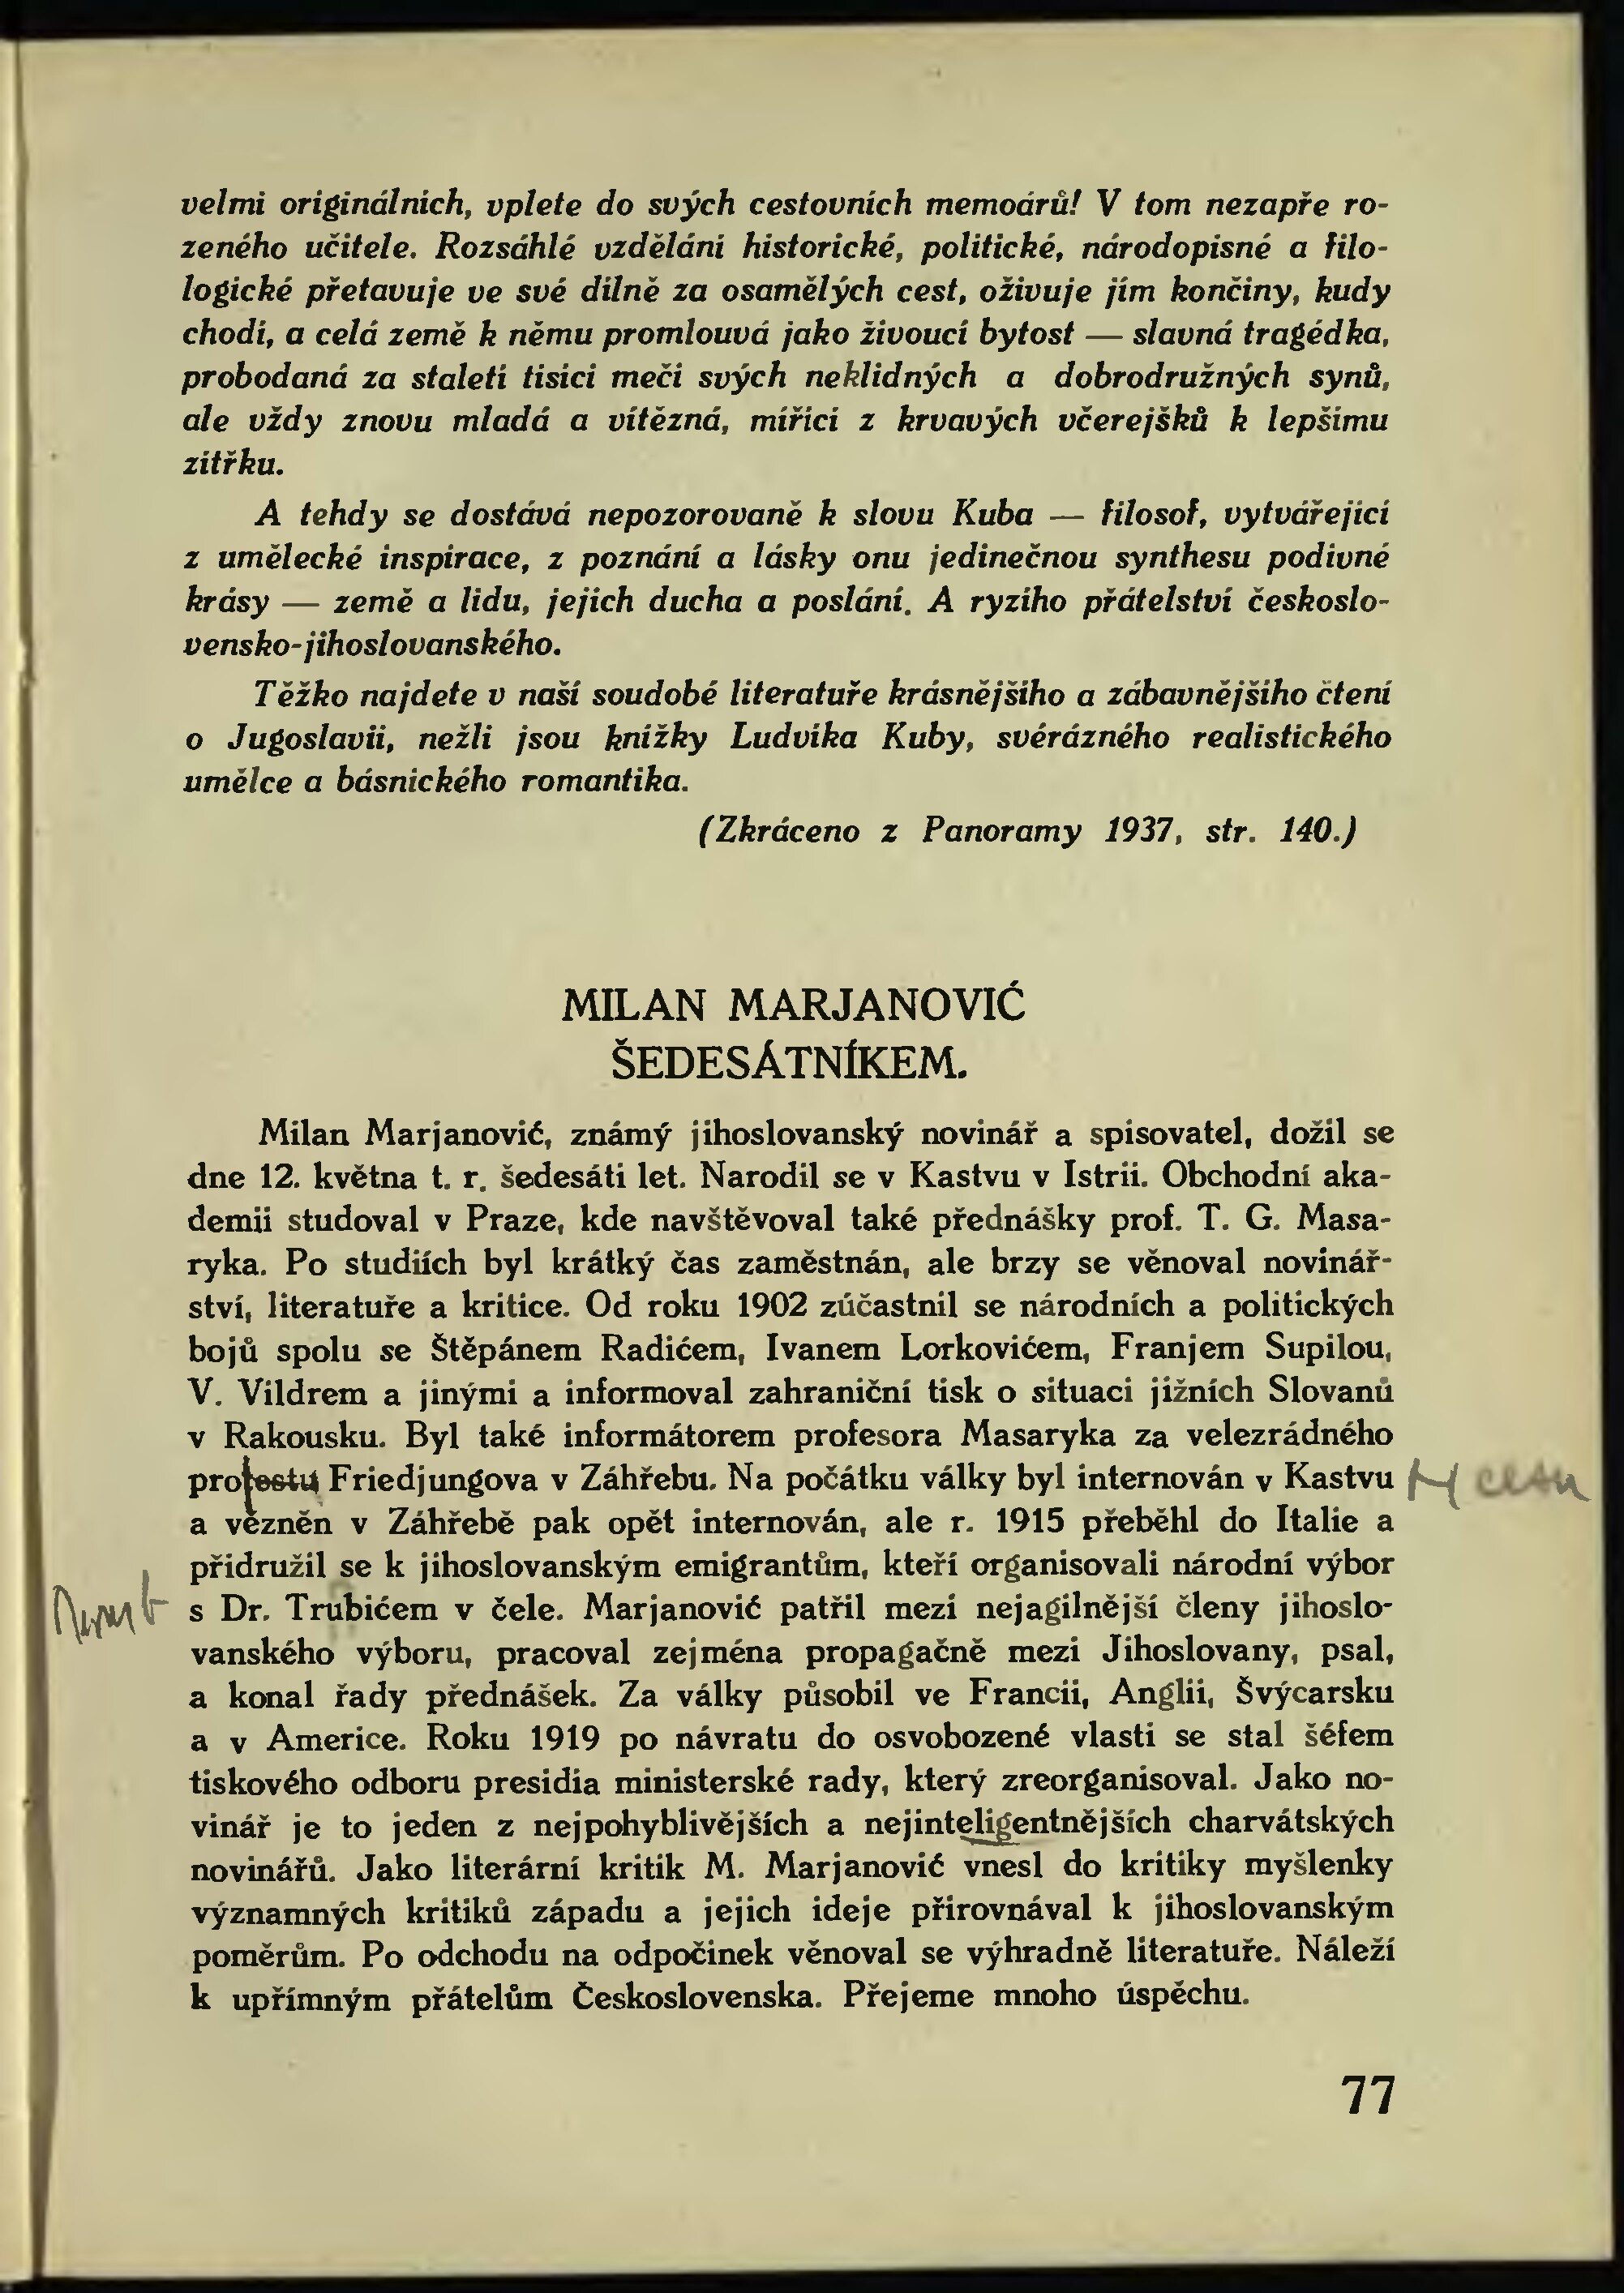 velmi originálních, vplete do svých cestovních memoárů! V tom nezapře ro-
zeného učitele. Rozsáhlé vzdělání historické, politické, národopisné a filo-
logické přetavuje ve své dílně za osamělých cest, oživuje jím končiny, kudy
chodí, a celá země k němu promlouvá jako živoucí bytost — slavná tragédka,
probodaná za staletí tisíci meči svých neklidných a dobrodružných synů,
ale vždy znovu mladá a vítězná, mířící z krvavých včerejšků k lepšímu
zítřku.
A tehdy se dostává nepozorovaně k slovu Kuba — filosof, vytvářející
z umělecké inspirace, z poznání a lásky onu jedinečnou synthesu podivné
krásy — země a lidu, jejich ducha a poslání. A ryzího přátelství českoslo-
vensko-jihoslovanského.
Těžko najdete v naší soudobé literatuře krásnějšího a zábavnějšího čtení
o Jugoslavii, nežli jsou knížky Ludvíka Kuby, svérázného realistického
umělce a básnického romantika.
(Zkráceno z Panoramy 1937, str. 140.)
MILAN MARJANOVIĆ
ŠEDESÁTNÍKEM.
Milan Marjanović, známý jihoslovanský novinář a spisovatel, dožil se
dne 12. května t. r. šedesáti let. Narodil se v Kastvu v Istrii. Obchodní aka-
demii studoval v Praze, kde navštěvoval také přednášky prof. T. G. Masa-
ryka. Po studiích byl krátký čas zaměstnán, ale brzy se věnoval novinář-
ství, literatuře a kritice. Od roku 1902 zúčastnil se národních a politických
bojů spolu se Štěpánem Radićem, Ivanem Lorkovićem, Franjem Supilou,
V. Vildrem a jinými a informoval zahraniční tisk o situaci jižních Slovanů
v Rakousku. Byl také informátorem profesora Masaryka za velezrádného
protestu Friedjungova v Záhřebu. Na počátku války byl internován v Kastvu
a vězněn v Záhřebě pak opět internován, ale r. 1915 přeběhl do Italie a
přidružil se k jihoslovanským emigrantům, kteří organisovali národní výbor
s Dr. Trubićem v čele. Marjanović patřil mezi nejagilnější členy jihoslo-
vanského výboru, pracoval zejména propagačně mezi Jihoslovany, psal,
a konal řady přednášek. Za války působil ve Francii, Anglii, Švýcarsku
a v Americe. Roku 1919 po návratu do osvobozené vlasti se stal šéfem
tiskového odboru presidia ministerské rady, který zreorganisoval. Jako no-
vinář je to jeden z nejpohyblivějších a nejinteligentnějších charvátských
novinářů. Jako literární kritik M. Marjanović vnesl do kritiky myšlenky
významných kritiků západu a jejich ideje přirovnával k jihoslovanským
poměrům. Po odchodu na odpočinek věnoval se výhradně literatuře. Náleží
k upřímným přátelům Československa. Přejeme mnoho úspěchu.
77